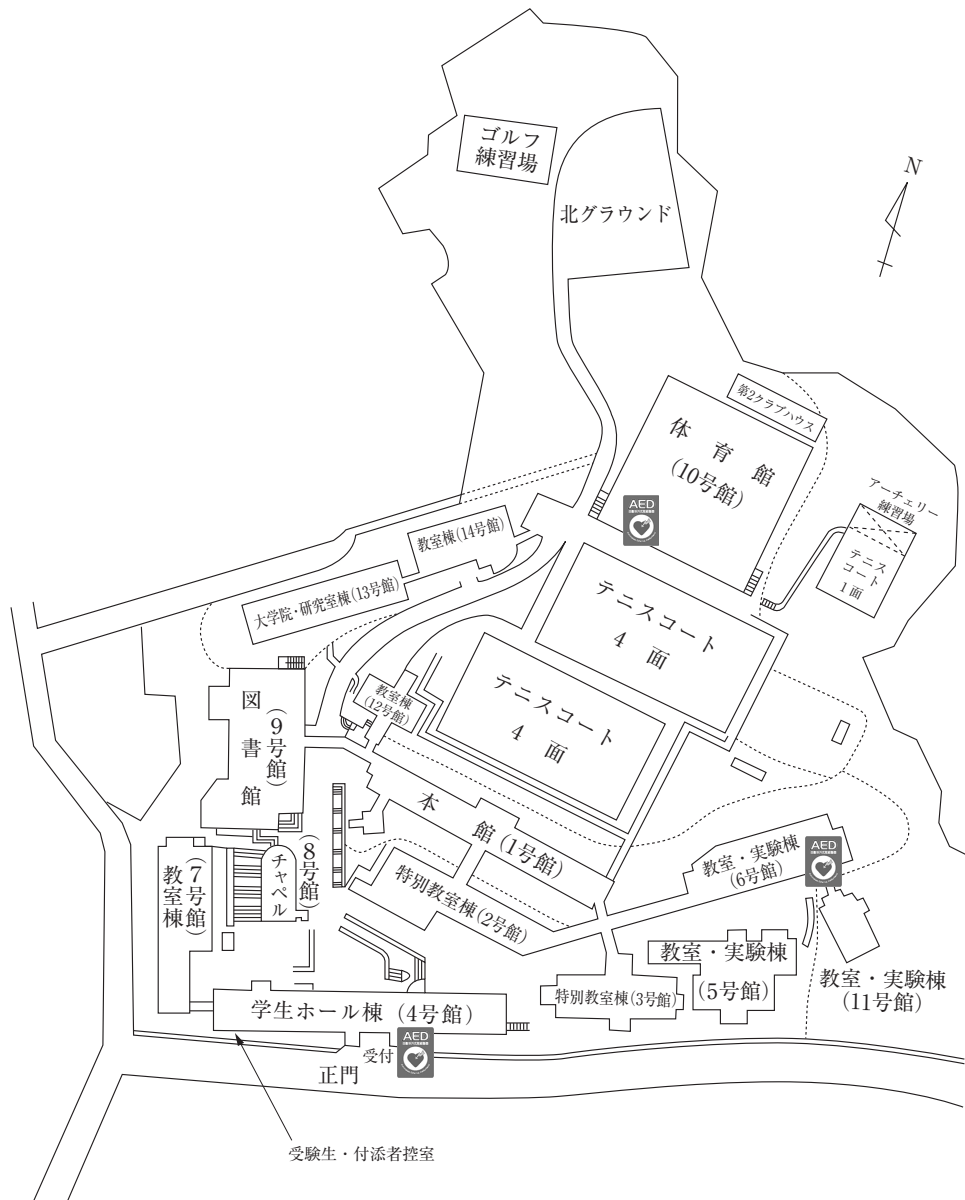 ゴルフ
練習場
北グラウンド
N
第2クラブハウス
体育館
(10号館)
AED
アーチェリー
練習場
テニス
コート
1面
教室棟(14号館)
大学院・研究室棟(13号館)
テニスコート
4面
テニスコート
4面
教室棟
(12号館)
図書館
(9号館)
本館(1号館)
(8号館)
チャペル
(7号館)
教室棟
特別教室棟(2号館)
教室・実験棟
(6号館)
AED
教室・実験棟
(5号館)
教室・実験棟
(11号館)
特別教室棟(3号館)
学生ホール棟(4号館)
受付
AED
正門
受験生・付添者控室